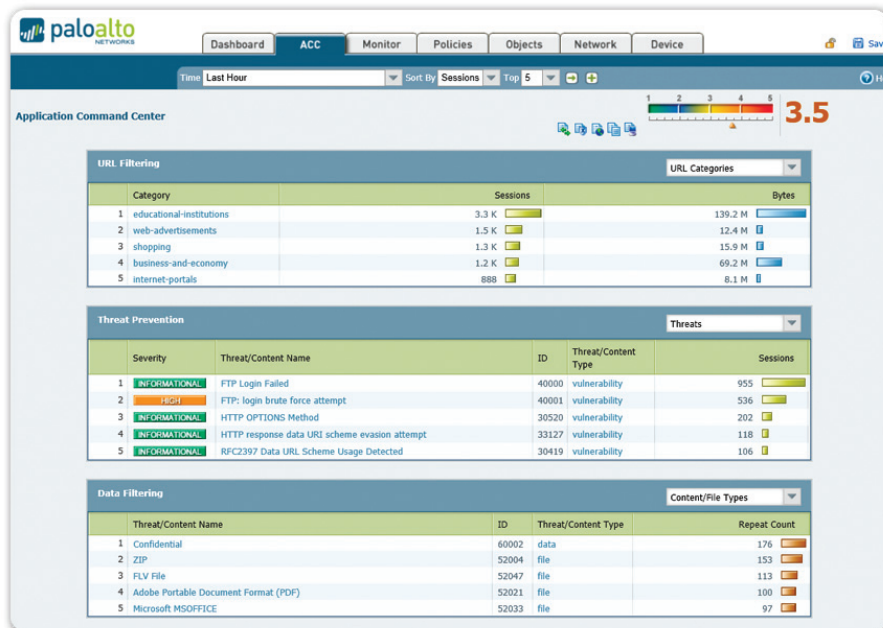 paloalto
NETWORKS
Dashboard ACC Monitor Policies Objects Network Device
Sav
Time Last Hour Sort By Sessions Top 5
Application Command Center
1 2 3 4 5
3.5
URL Filtering URL Categories
Category Sessions Bytes
1 educational-institutions 3.3 K 139.2 M
2 web-advertisements 1.5 K 12.4 M
3 shopping 1.3 K 15.9 M
4 business-and-economy 1.2 K 69.2 M
5 internet-portals 888 8.1 M
Threat Prevention Threats
Severity Threat/Content Name ID Threat/Content Type Sessions
1 INFORMATIONAL FTP Login Failed 40000 vulnerability 955
2 HIGH FTP: login brute force attempt 40001 vulnerability 536
3 INFORMATIONAL HTTP OPTIONS Method 30520 vulnerability 202
4 INFORMATIONAL HTTP response data URI scheme evasion attempt 33127 vulnerability 118
5 INFORMATIONAL RFC2397 Data URL Scheme Usage Detected 30419 vulnerability 106
Data Filtering Content/File Types
Threat/Content Name ID Threat/Content Type Repeat Count
1 Confidential 60002 data 176
2 ZIP 52004 file 153
3 FLV File 52047 file 113
4 Adobe Portable Document Format (PDF) 52021 file 100
5 Microsoft MSOFFICE 52033 file 97